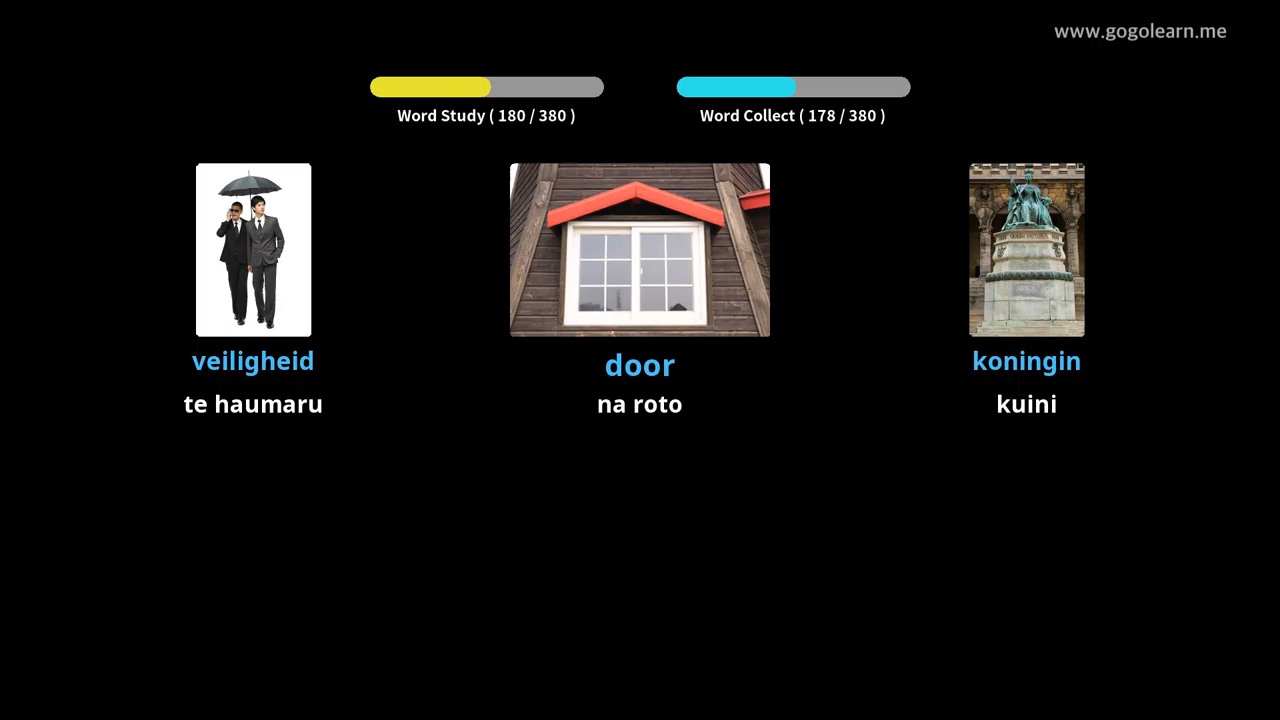 www.gogolearn.me
Word Study ( 180 / 380 )
Word Collect ( 178 / 380 )
veiligheid
door
koningin
te haumaru
na roto
kuini